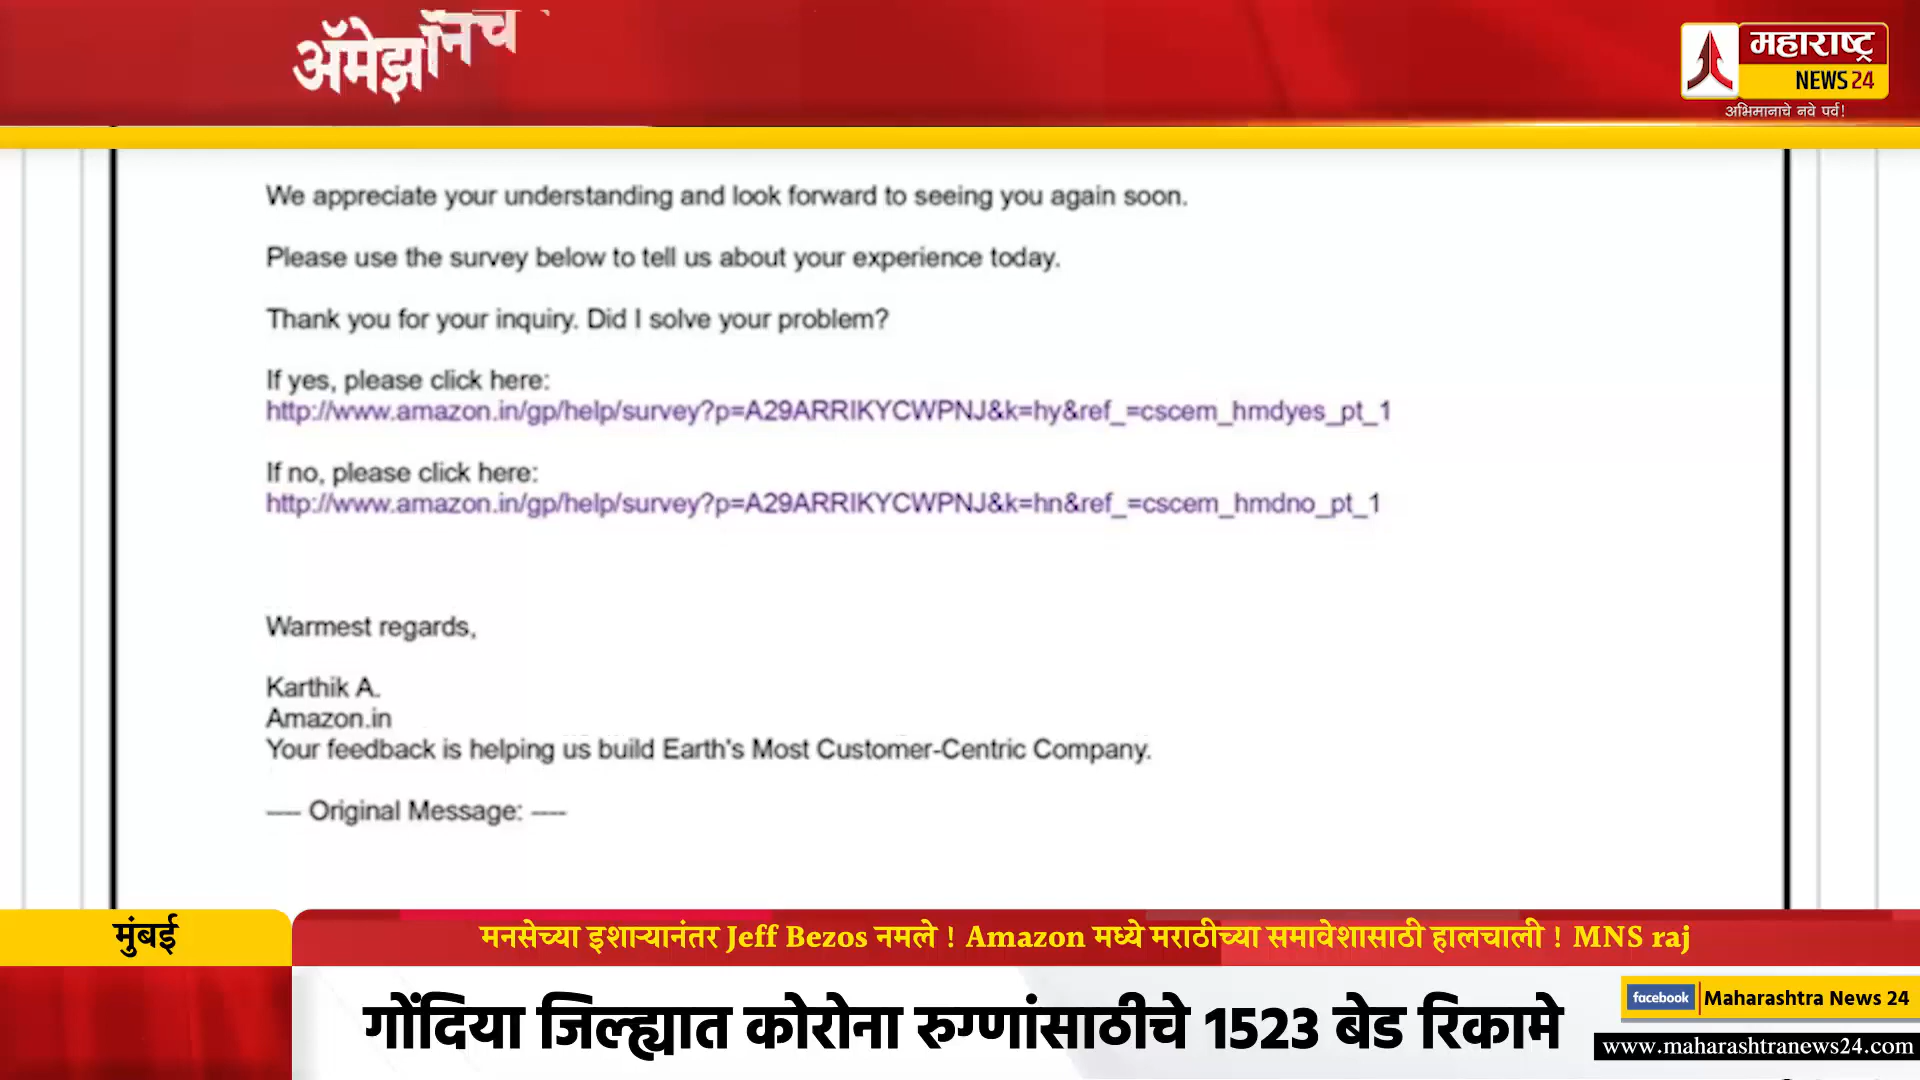 अ‍ॅमेझॉनच
महाराष्ट्र
NEWS 24
अभिमानाचे नवे पर्व!
We appreciate your understanding and look forward to seeing you again soon.
Please use the survey below to tell us about your experience today.
Thank you for your inquiry. Did I solve your problem?
If yes, please click here:
http://www.amazon.in/gp/help/survey?p=A29ARRIKYCWPNJ&k=hy&ref_=cscem_hmdyes_pt_1
If no, please click here:
http://www.amazon.in/gp/help/survey?p=A29ARRIKYCWPNJ&k=hn&ref_=cscem_hmdno_pt_1
Warmest regards,
Karthik A.
Amazon.in
Your feedback is helping us build Earth's Most Customer-Centric Company.
---- Original Message: ----
मुंबई
मनसेच्या इशाऱ्यानंतर Jeff Bezos नमले ! Amazon मध्ये मराठीच्या समावेशासाठी हालचाली ! MNS raj
गोंदिया जिल्ह्यात कोरोना रुग्णांसाठीचे 1523 बेड रिकामे
facebook Maharashtra News 24
www.maharashtranews24.com